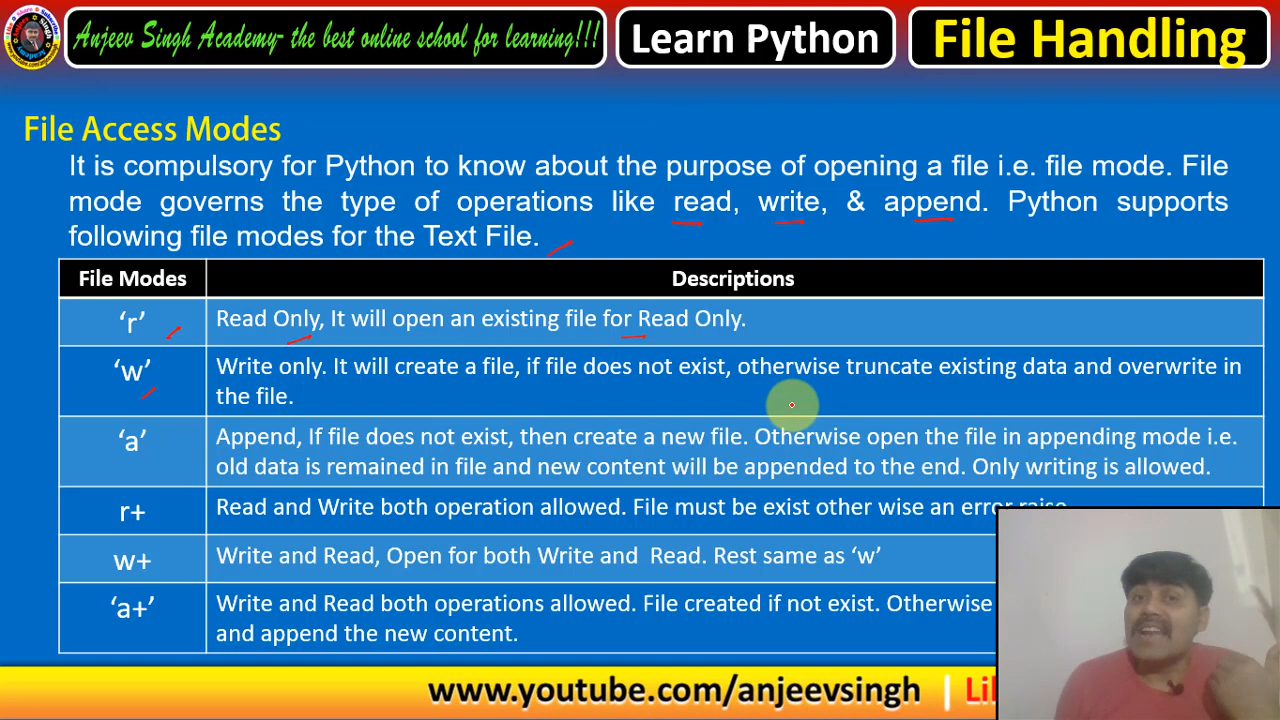 Anjeev Singh Academy- the best online school for learning!!!
Learn Python
File Handling
File Access Modes
It is compulsory for Python to know about the purpose of opening a file i.e. file mode. File
mode governs the type of operations like read, write, & append. Python supports
following file modes for the Text File.
File Modes
Descriptions
‘r’
Read Only, It will open an existing file for Read Only.
‘w’
Write only. It will create a file, if file does not exist, otherwise truncate existing data and overwrite in
the file.
‘a’
Append, If file does not exist, then create a new file. Otherwise open the file in appending mode i.e.
old data is remained in file and new content will be appended to the end. Only writing is allowed.
r+
Read and Write both operation allowed. File must be exist other wise an error raise
w+
Write and Read, Open for both Write and Read. Rest same as ‘w’
‘a+’
Write and Read both operations allowed. File created if not exist. Otherwise
and append the new content.
www.youtube.com/anjeevsingh | Li